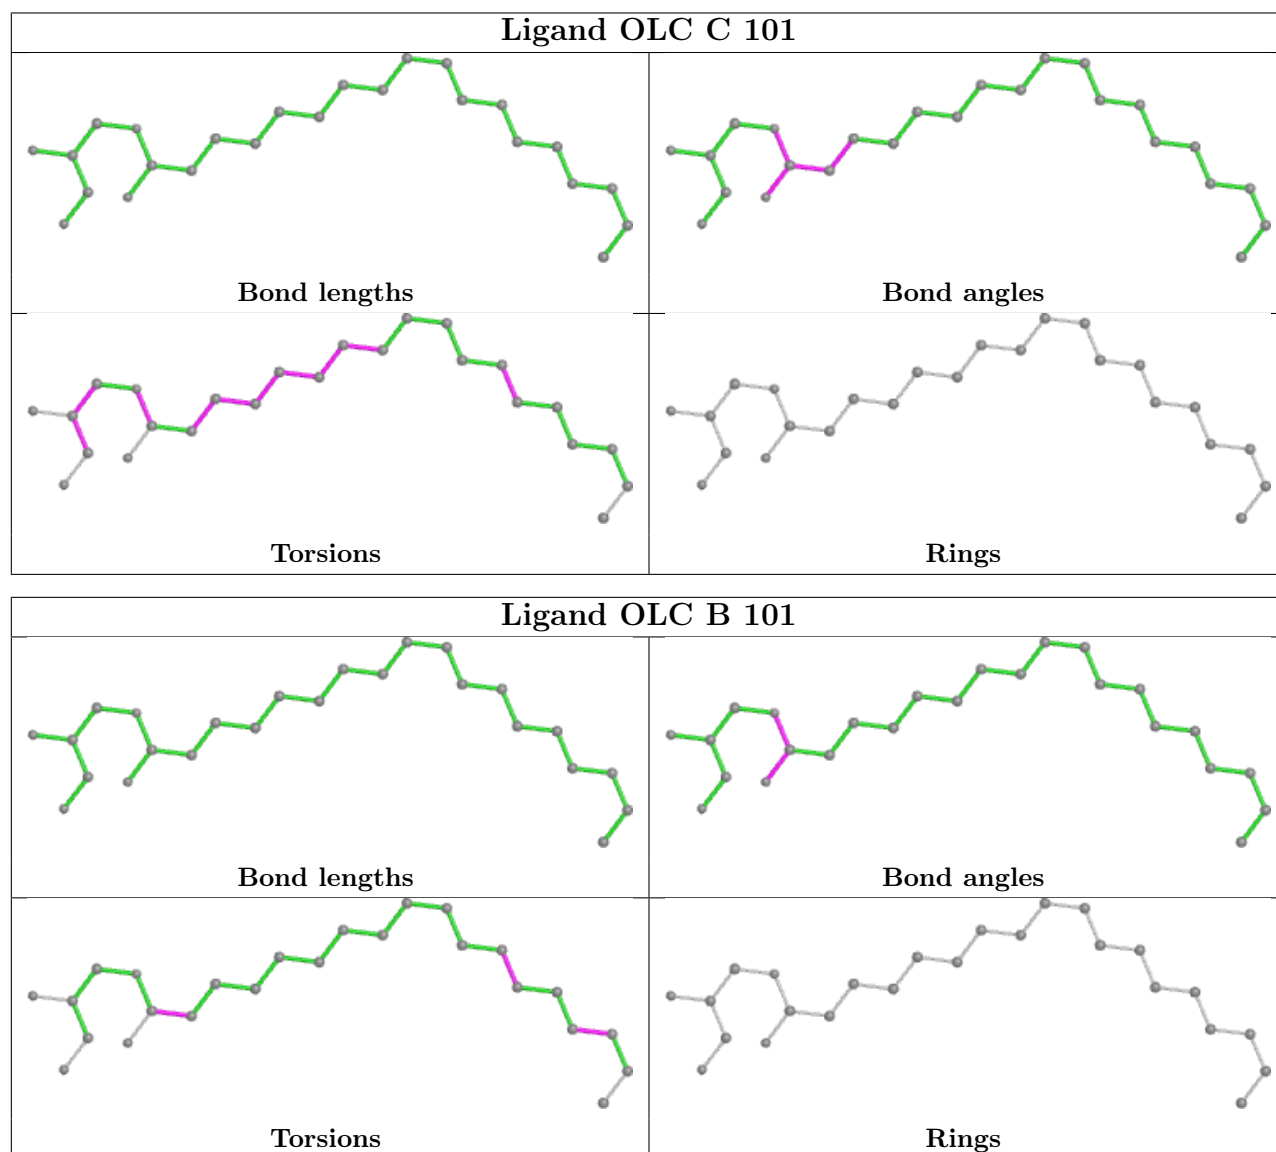 Ligand OLC C 101
Bond lengths
Bond angles
Torsions
Rings
Ligand OLC B 101
Bond lengths
Bond angles
Torsions
Rings